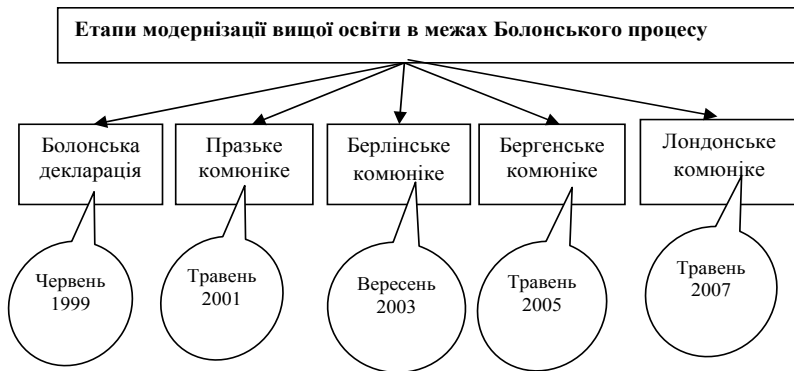 Етапи модернізації вищої освіти в межах Болонського процесу
Болонська
декларація
Празьке
комюніке
Берлінське
комюніке
Бергенське
комюніке
Лондонське
комюніке
Червень
1999
Травень
2001
Вересень
2003
Травень
2005
Травень
2007